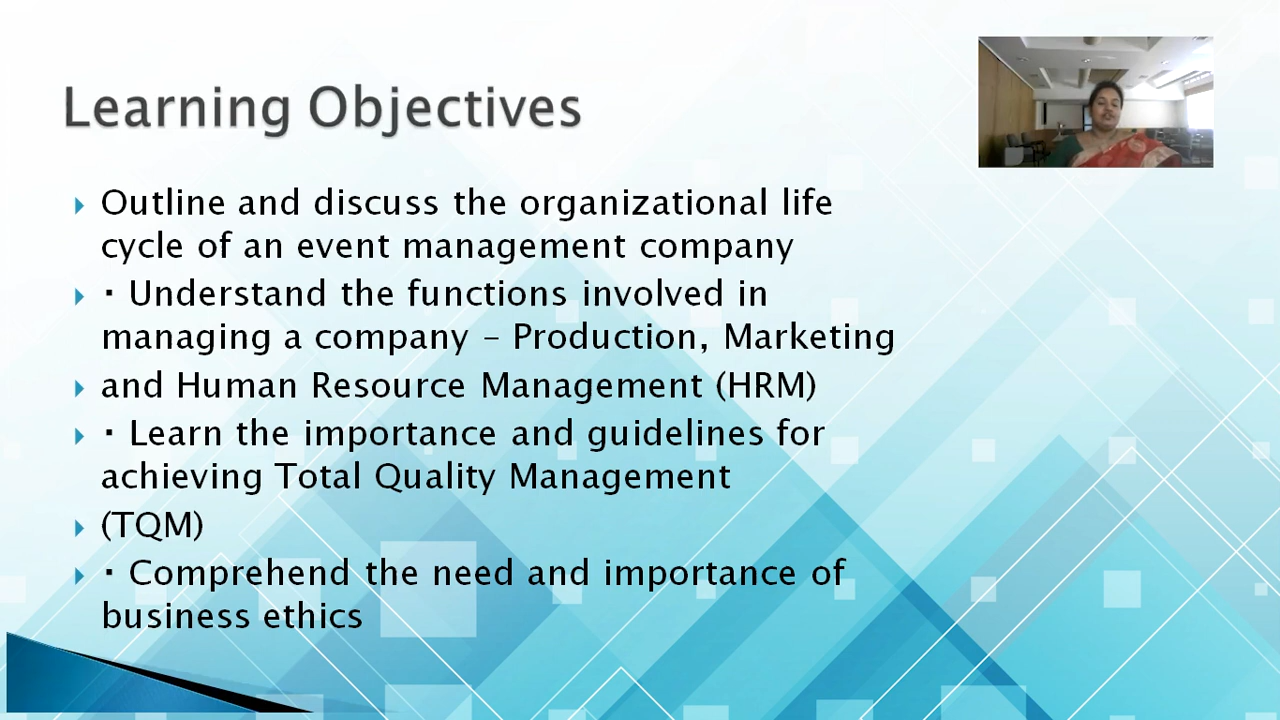 Learning Objectives
Outline and discuss the organizational life
cycle of an event management company
· Understand the functions involved in
managing a company – Production, Marketing
and Human Resource Management (HRM)
· Learn the importance and guidelines for
achieving Total Quality Management
(TQM)
· Comprehend the need and importance of
business ethics